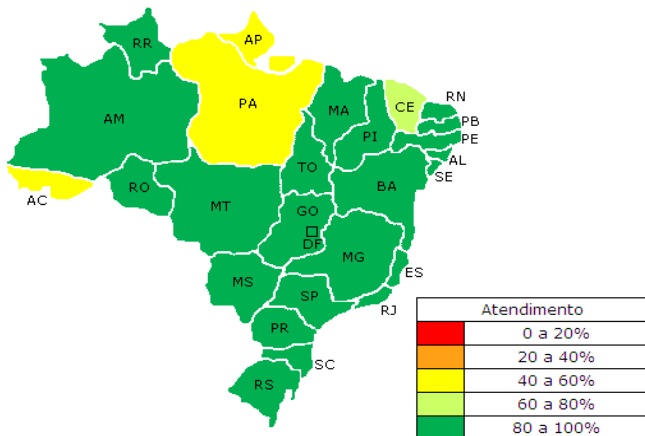 RR
AP
AM
PA
MA
CE
RN
PI
PB
PE
AL
SE
AC
RO
TO
BA
MT
GO
DF
MG
ES
MS
SP
RJ
PR
SC
RS
Atendimento
0 a 20%
20 a 40%
40 a 60%
60 a 80%
80 a 100%